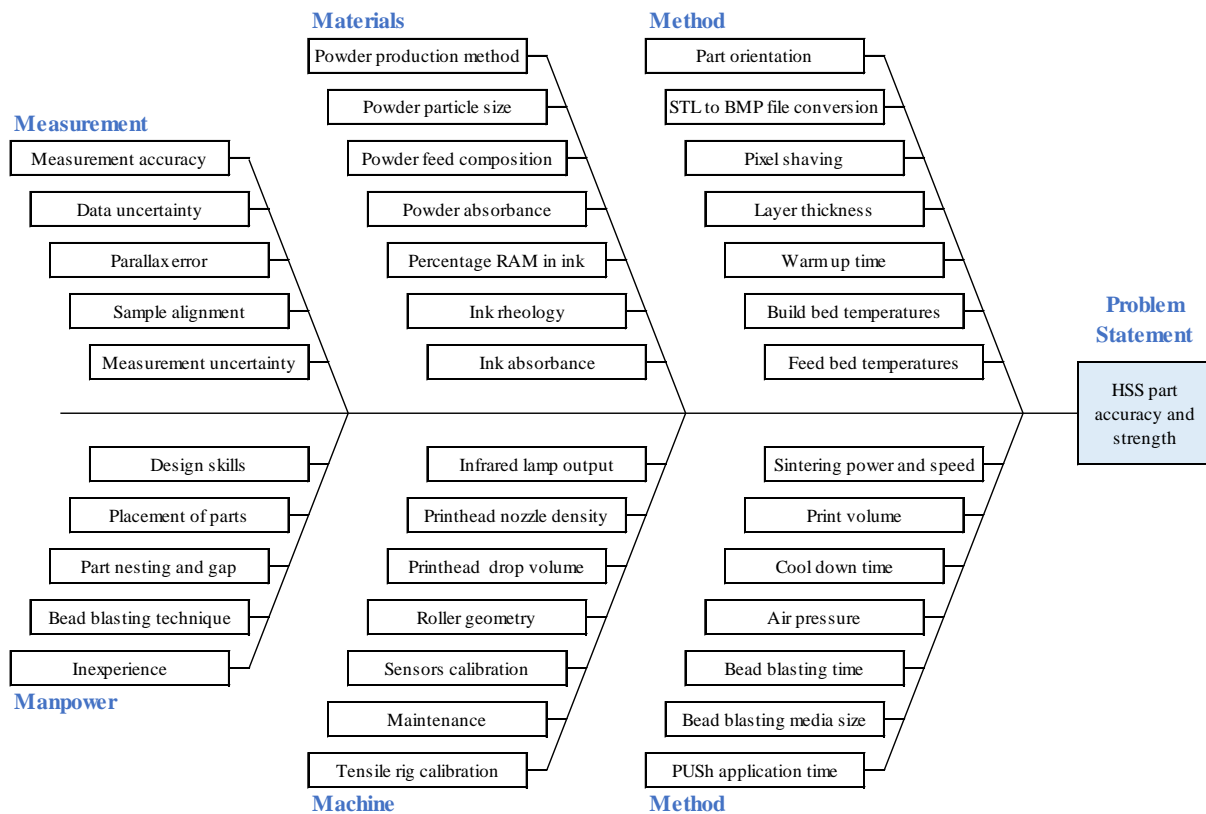 Materials
Powder production method
Powder particle size
Powder feed composition
Powder absorbance
Percentage RAM in ink
Ink rheology
Ink absorbance
Method
Part orientation
STL to BMP file conversion
Pixel shaving
Layer thickness
Warm up time
Build bed temperatures
Feed bed temperatures
Measurement
Measurement accuracy
Data uncertainty
Parallax error
Sample alignment
Measurement uncertainty
Problem
Statement
HSS part
accuracy and
strength
Design skills
Placement of parts
Part nesting and gap
Bead blasting technique
Inexperience
Manpower
Infrared lamp output
Printhead nozzle density
Printhead drop volume
Roller geometry
Sensors calibration
Maintenance
Tensile rig calibration
Machine
Sintering power and speed
Print volume
Cool down time
Air pressure
Bead blasting time
Bead blasting media size
PUSh application time
Method